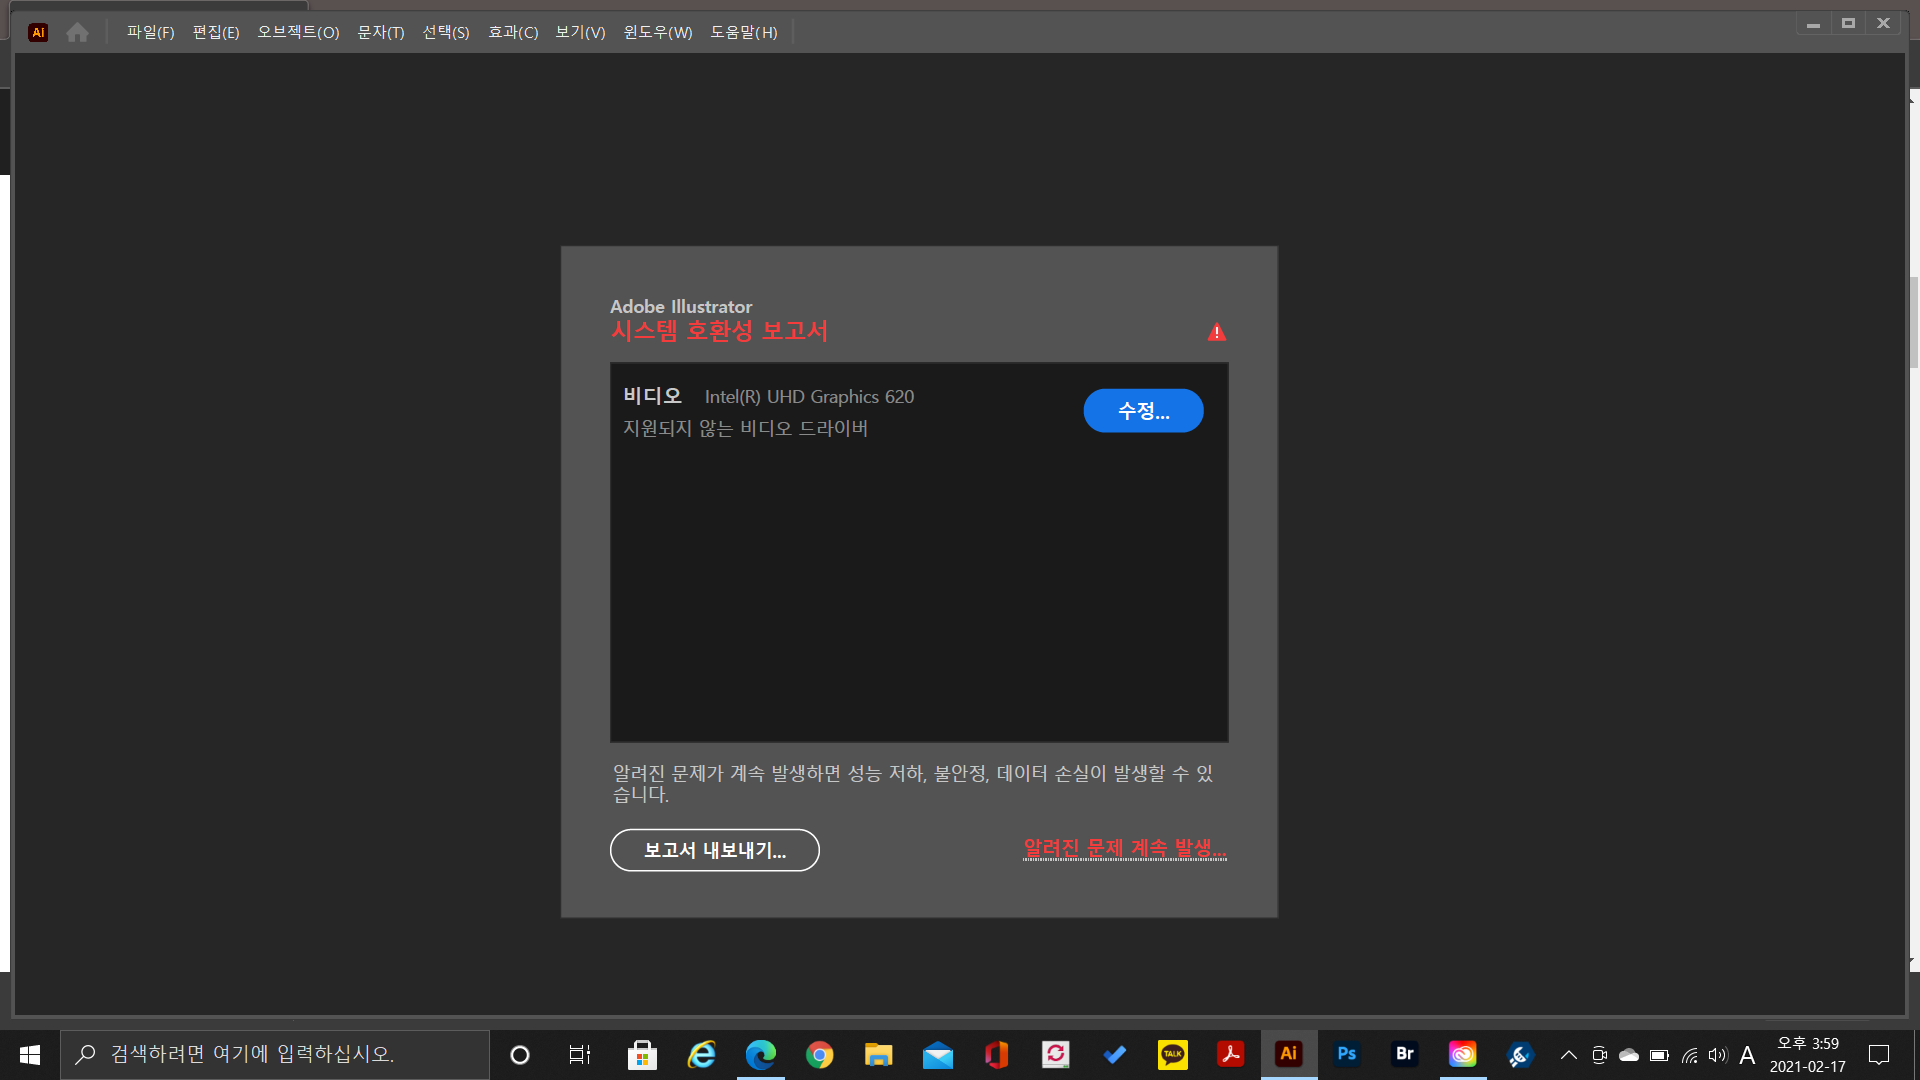 Ai 파일(F) 편집(E) 오브젝트(O) 문자(T) 선택(S) 효과(C) 보기(V) 윈도우(W) 도움말(H)
Adobe Illustrator
시스템 호환성 보고서
비디오 Intel(R) UHD Graphics 620
지원되지 않는 비디오 드라이버
수정...
알려진 문제가 계속 발생하면 성능 저하, 불안정, 데이터 손실이 발생할 수 있
습니다.
보고서 내보내기...
알려진 문제 계속 발생...
검색하려면 여기에 입력하십시오.
TALK
Ai
Ps
Br
A
오후 3:59
2021-02-17